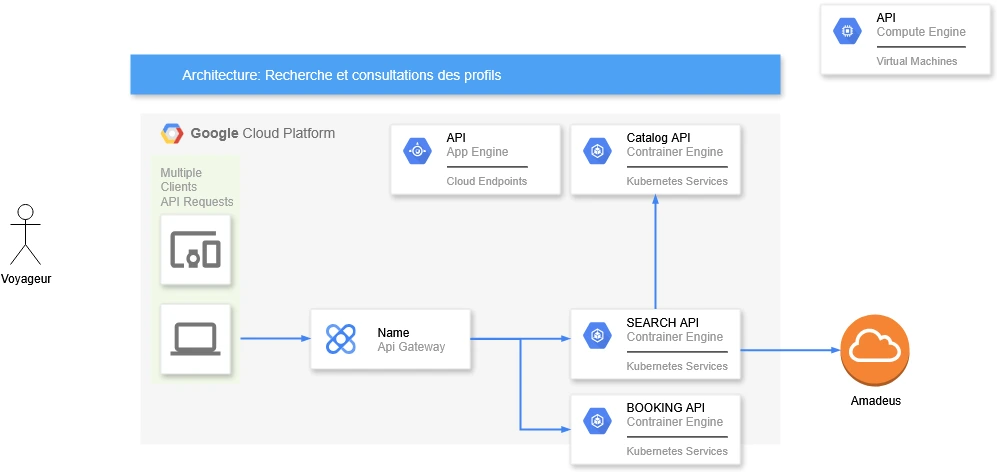 API
Compute Engine
Virtual Machines
Architecture: Recherche et consultations des profils
Google Cloud Platform
Multiple
Clients
API Requests
API
App Engine
Cloud Endpoints
Catalog API
Contrainer Engine
Kubernetes Services
Voyageur
Name
Api Gateway
SEARCH API
Contrainer Engine
Kubernetes Services
Amadeus
BOOKING API
Contrainer Engine
Kubernetes Services